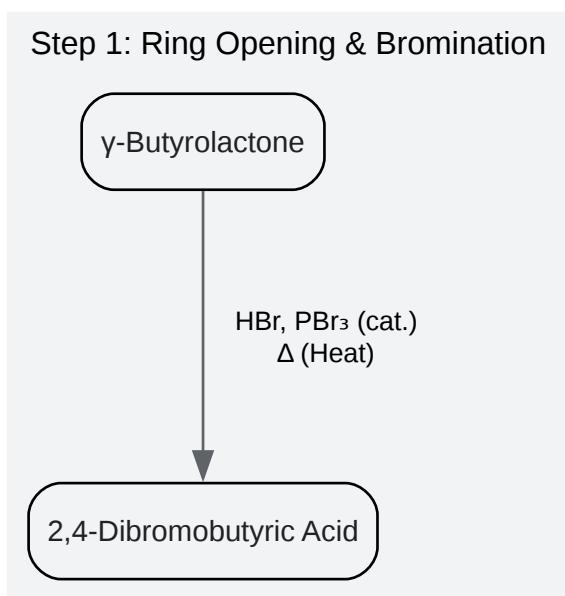 Step 1: Ring Opening & Bromination
γ-Butyrolactone
HBr, PBr₃ (cat.)
Δ (Heat)
2,4-Dibromobutyric Acid